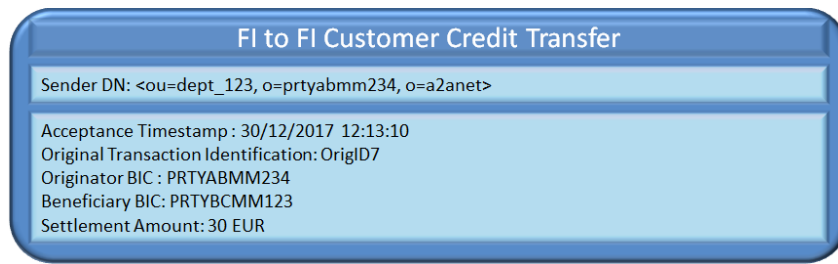 FI to FI Customer Credit Transfer
Sender DN: <ou=dept_123, o=prtyabmm234, o=a2anet>
Acceptance Timestamp : 30/12/2017 12:13:10
Original Transaction Identification: OrigID7
Originator BIC : PRTYABMM234
Beneficiary BIC: PRTYBCMM123
Settlement Amount: 30 EUR